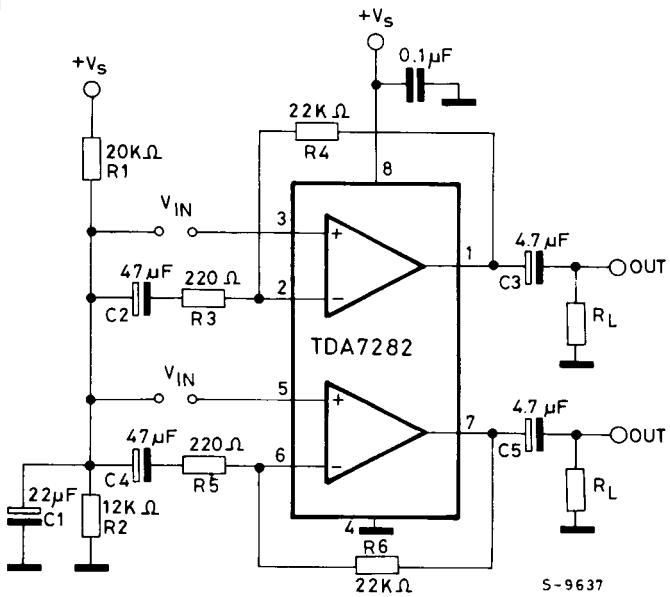 +Vs
0.1µF
+Vs
22KΩ
R4
8
20KΩ
R1
VIN
3
+
1
4.7µF
OUT
47µF
220Ω
2
−
C2
R3
C3
RL
TDA7282
VIN
5
+
7
4.7µF
OUT
47µF
220Ω
6
−
C4
R5
C5
RL
22µF
C1
12KΩ
R2
4
R6
22KΩ
S-9637